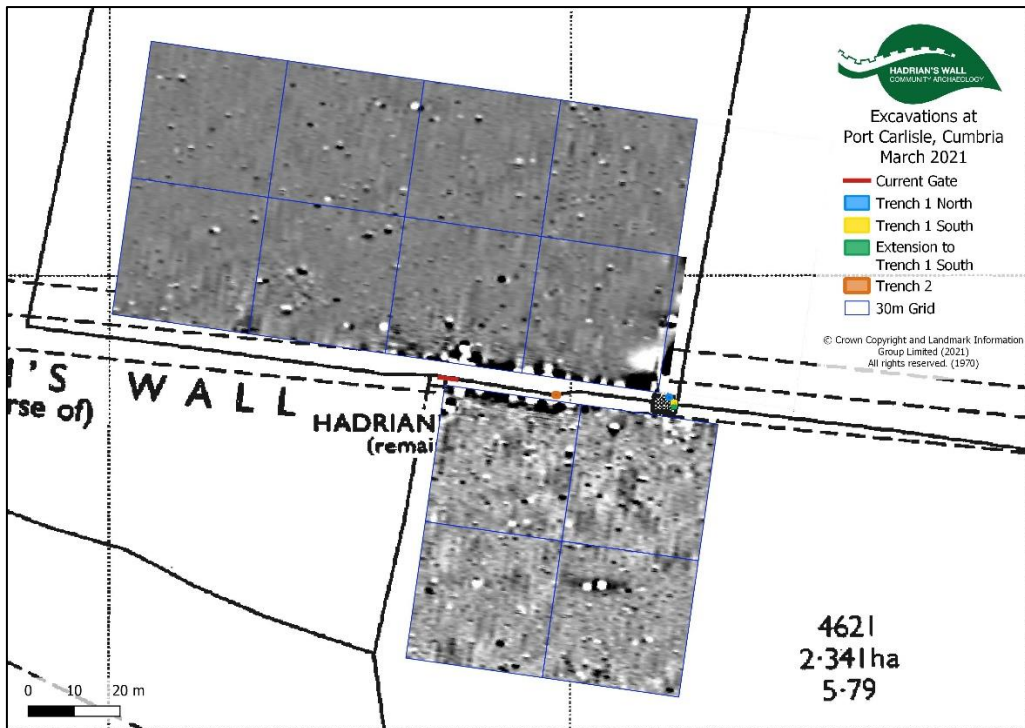 HADRIAN'S WALL
COMMUNITY ARCHAEOLOGY
Excavations at
Port Carlisle, Cumbria
March 2021
Current Gate
Trench 1 North
Trench 1 South
Extension to
Trench 1 South
Trench 2
30m Grid
© Crown Copyright and Landmark Information
Group Limited (2021)
All rights reserved. (1970)
'S WALL
rse of)
HADRIAN
(remai
4621
2·341ha
5·79
0 10 20 m